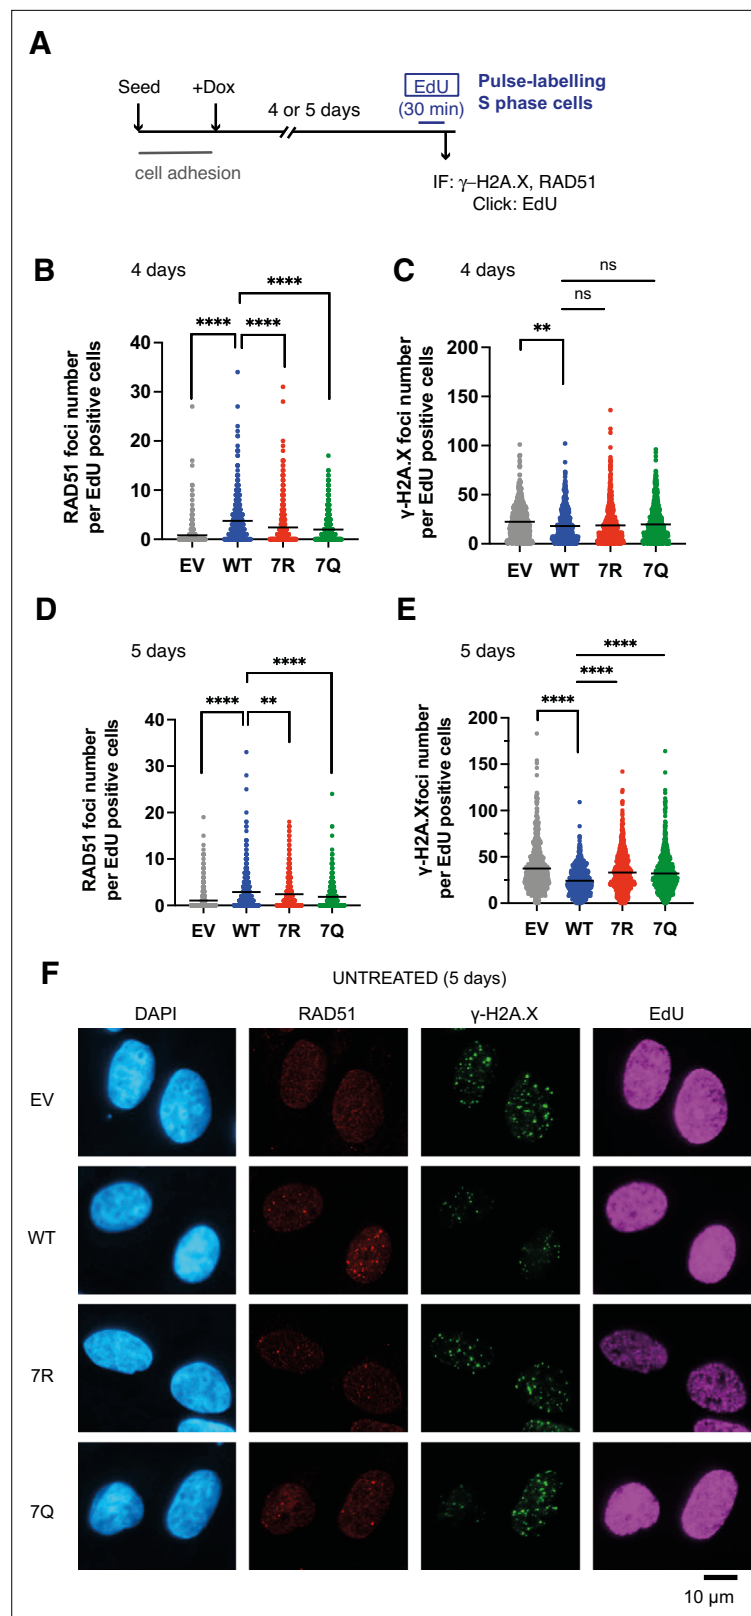 A
Seed
+Dox
4 or 5 days
EdU
(30 min)
Pulse-labelling
S phase cells
cell adhesion
IF: γ–H2A.X, RAD51
Click: EdU
B
4 days
****
****
****
RAD51 foci number
per EdU positive cells
40
30
20
10
0
EV
WT
7R
7Q
C
4 days
ns
ns
**
γ-H2A.X foci number
per EdU positive cells
200
150
100
50
0
EV
WT
7R
7Q
D
5 days
****
****
**
RAD51 foci number
per EdU positive cells
40
30
20
10
0
EV
WT
7R
7Q
E
5 days
****
****
****
γ-H2A.Xfoci number
per EdU positive cells
200
150
100
50
0
EV
WT
7R
7Q
F
UNTREATED (5 days)
DAPI
RAD51
γ-H2A.X
EdU
EV
WT
7R
7Q
10 μm